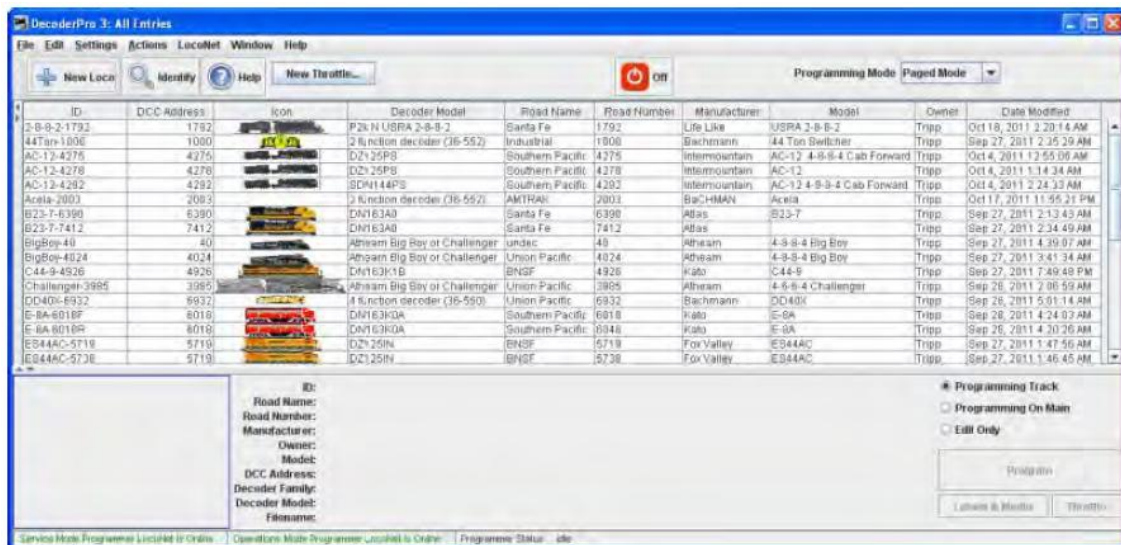 DecoderPro 3: All Entries
File Edit Settings Actions LocoNet Window Help
New Loco Identify Help New Throttle... Off Programming Mode Paged Mode
ID DCC Address Icon Decoder Model Road Name Road Number Manufacturer Model Owner Date Modified
2-8-8-2-1792 1792 P2k N USRA 2-8-8-2 Santa Fe 1792 Life Like USRA 2-8-8-2 Tripp Oct 18, 2011 2:20:14 AM
44Ton-1000 1000 2 function decoder (36-552) Industrial 1000 Bachmann 44 Ton Switcher Tripp Sep 27, 2011 2:35:29 AM
AC-12-4275 4275 DZ125PS Southern Pacific 4275 Intermountain AC-12 4-8-8-4 Cab Forward Tripp Oct 4, 2011 12:55:06 AM
AC-12-4278 4278 DZ125PS Southern Pacific 4278 Intermountain AC-12 Tripp Oct 4, 2011 1:14:34 AM
AC-12-4292 4292 SDN144PS Southern Pacific 4292 Intermountain AC-12 4-8-8-4 Cab Forward Tripp Oct 4, 2011 2:24:33 AM
Acela-2003 2003 function decoder (36-552) AMTRAK 2003 BaCHMAN Acela Tripp Oct 17, 2011 11:55:21 PM
B23-7-6390 6390 DN163A0 Santa Fe 6390 Atlas B23-7 Tripp Sep 27, 2011 2:13:43 AM
B23-7-7412 7412 DN163A0 Santa Fe 7412 Atlas Tripp Sep 27, 2011 2:34:49 AM
BigBoy-40 40 Athearn Big Boy or Challenger undec 40 Athearn 4-8-8-4 Big Boy Tripp Sep 27, 2011 4:39:07 AM
BigBoy-4024 4024 Athearn Big Boy or Challenger Union Pacific 4024 Athearn 4-8-8-4 Big Boy Tripp Sep 27, 2011 3:41:34 AM
C44-9-4926 4926 DN163K1B BNSF 4926 Kato C44-9 Tripp Sep 27, 2011 7:49:48 PM
Challenger-3985 3985 Athearn Big Boy or Challenger Union Pacific 3985 Athearn 4-6-6-4 Challenger Tripp Sep 28, 2011 2:06:59 AM
DD40X-6932 6932 4 function decoder (36-550) Union Pacific 6932 Bachmann DD40X Tripp Sep 28, 2011 5:01:14 AM
E-8A-6018F 6018 DN163K0A Southern Pacific 6018 Kato E-8A Tripp Sep 28, 2011 4:24:03 AM
E-8A-6018R 6018 DN163K0A Southern Pacific Kato E-8A Tripp Sep 28, 2011 4:20:26 AM
ES44AC-5719 5719 DZ125IN BNSF 5719 Fox Valley ES44AC Tripp Sep 27, 2011 1:47:56 AM
ES44AC-5738 5719 DZ125IN BNSF 5738 Fox Valley ES44AC Tripp Sep 27, 2011 1:46:45 AM
ID:
Road Name:
Road Number:
Manufacturer:
Owner:
Model:
DCC Address:
Decoder Family:
Decoder Model:
Filename:
Programming Track
Programming On Main
Edit Only
Program
Labels & Media Throttle
Service Mode Programmer LocoNet is Online Operations Mode Programmer LocoNet is Online Programmer Status idle